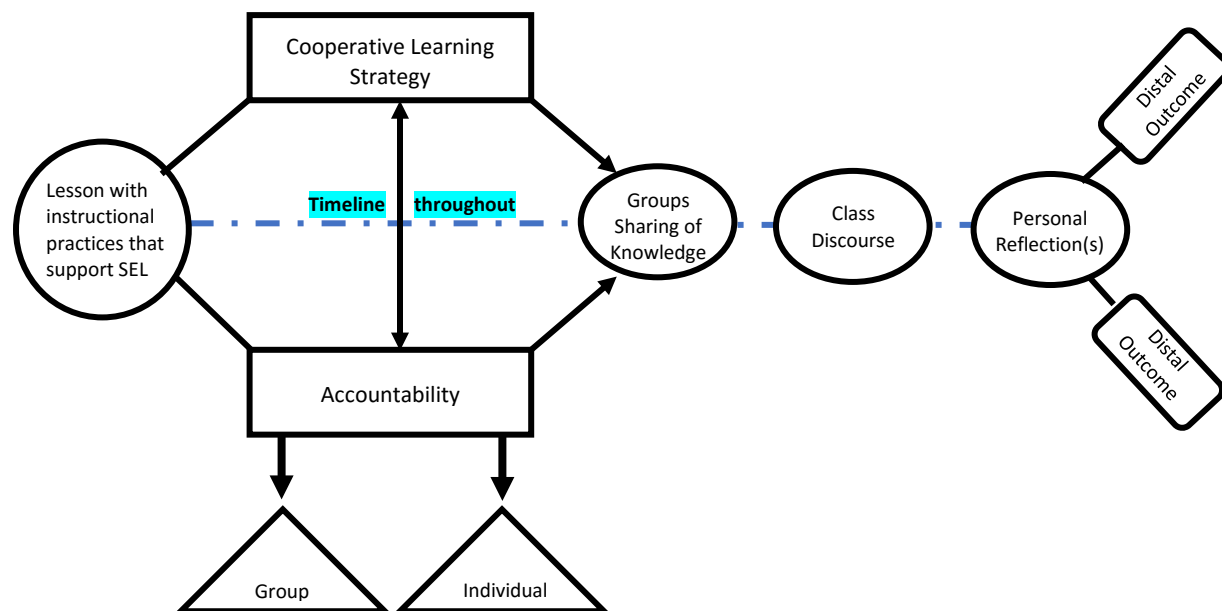 Cooperative Learning
Strategy
Lesson with
instructional
practices that
support SEL
Timeline throughout
Groups
Sharing of
Knowledge
Class
Discourse
Personal
Reflection(s)
Distal
Outcome
Distal
Outcome
Accountability
Group
Individual